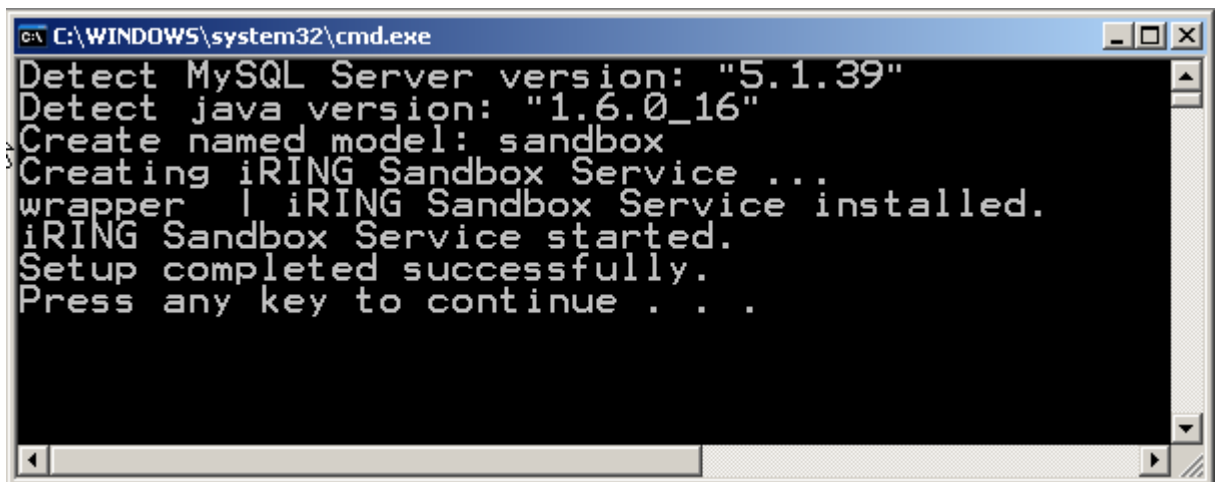 C:\WINDOWS\system32\cmd.exe
Detect MySQL Server version: "5.1.39"
Detect java version: "1.6.0_16"
Create named model: sandbox
Creating iRING Sandbox Service ...
wrapper  | iRING Sandbox Service installed.
iRING Sandbox Service started.
Setup completed successfully.
Press any key to continue . . .